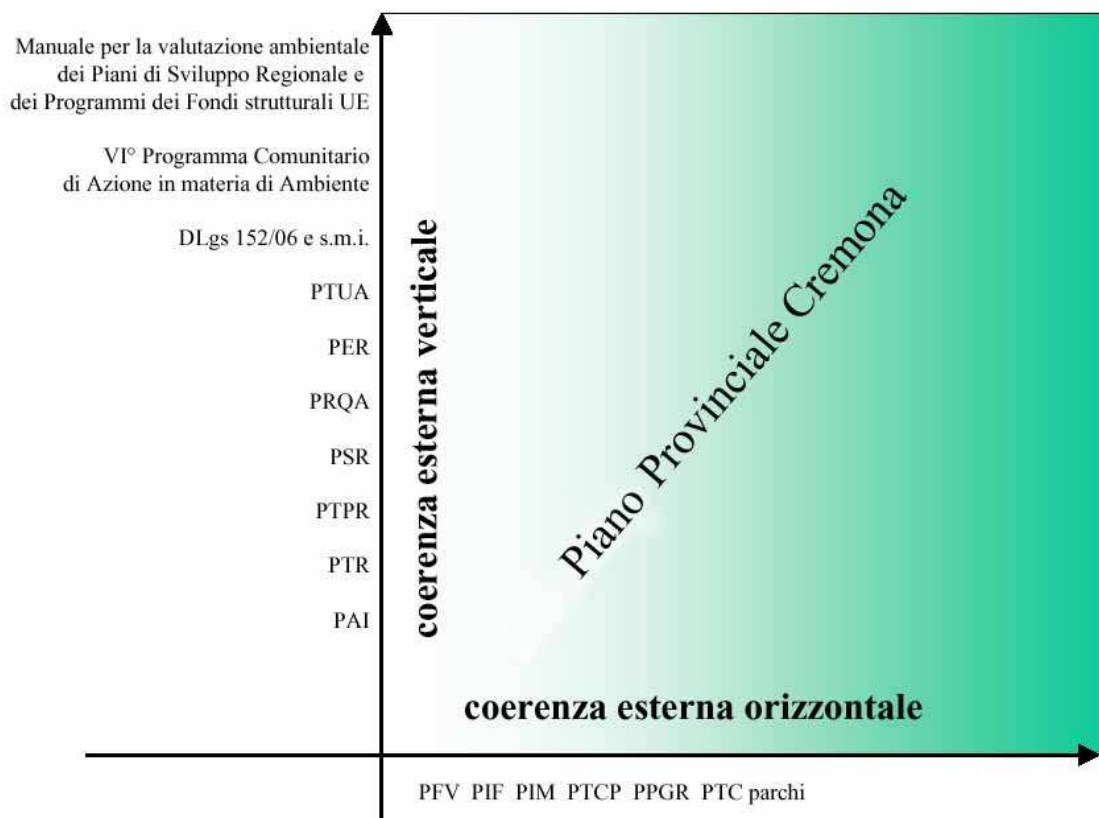 Manuale per la valutazione ambientale
dei Piani di Sviluppo Regionale e
dei Programmi dei Fondi strutturali UE
VI° Programma Comunitario
di Azione in materia di Ambiente
DLgs 152/06 e s.m.i.
PTUA
PER
PRQA
PSR
PTPR
PTR
PAI
coerenza esterna verticale
Piano Provinciale Cremona
coerenza esterna orizzontale
PFV PIF PIM PTCP PPGR PTC parchi